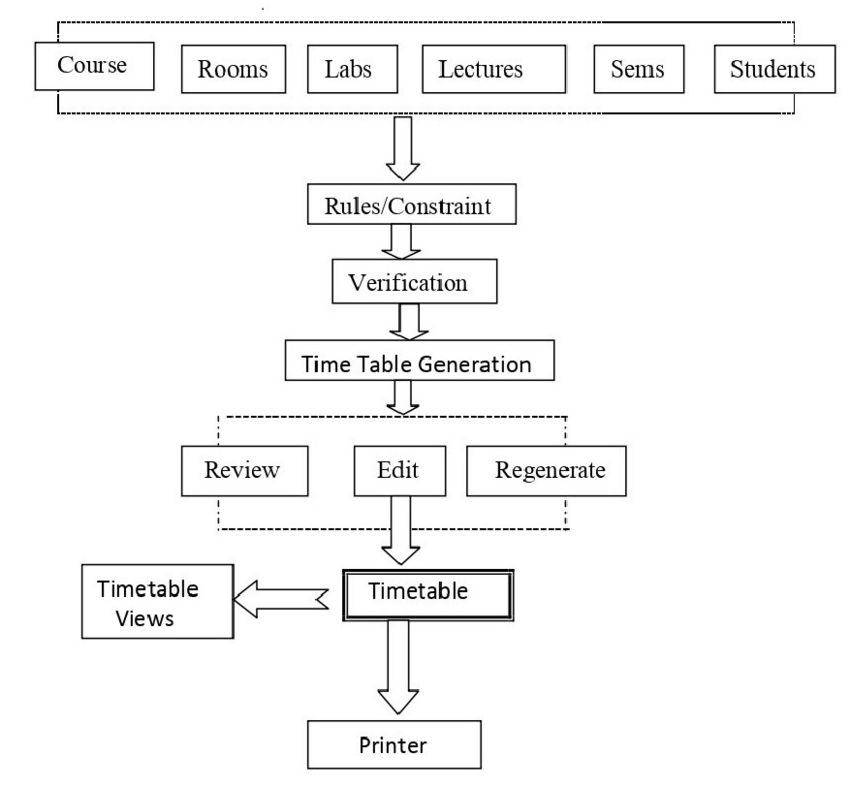 Course
Rooms
Labs
Lectures
Sems
Students
Rules/Constraint
Verification
Time Table Generation
Review
Edit
Regenerate
Timetable
Views
Timetable
Printer